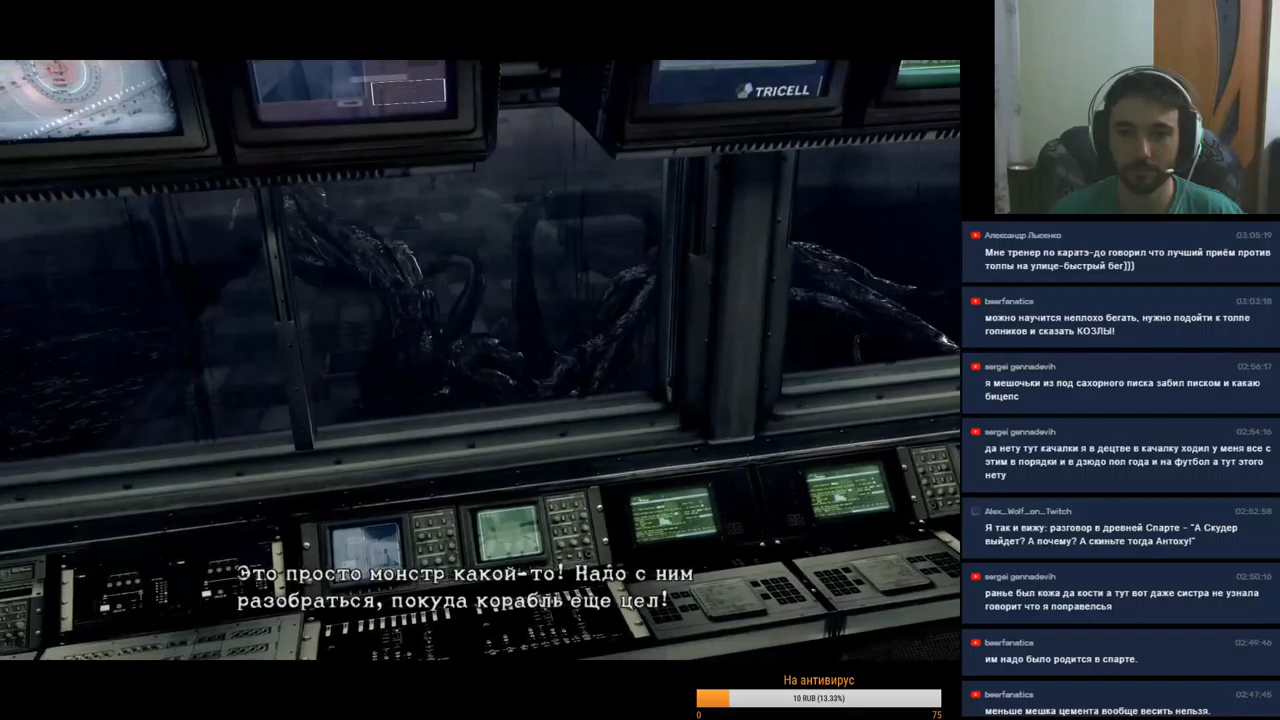 TRICELL
Это просто монстр какой-то! Надо с ним
разобраться, покуда корабль еще цел!
На антивирус
10 RUB (13.33%)
0
75
Александр Лысенко
03:05:19
Мне тренер по каратэ-до говорил что лучший приём против
толпы на улице-быстрый бег)))
beerfanatics
03:03:18
можно научится неплохо бегать, нужно подойти к толпе
гопников и сказать КОЗЛЫ!
sergei gennadevih
02:56:17
я мешочьки из под сахорного писка забил писком и какаю
бицепс
sergei gennadevih
02:54:16
да нету тут качалки я в децтве в качалку ходил у меня все с
этим в порядки и в дзюдо пол года и на футбол а тут этого
нету
Alex_Wolf_on_Twitch
02:52:58
Я так и вижу: разговор в древней Спарте - "А Скудер
выйдет? А почему? А скиньте тогда Антоху!"
sergei gennadevih
02:50:16
ранье был кожа да кости а тут вот даже систра не узнала
говорит что я поправелься
beerfanatics
02:49:46
им надо было родится в спарте.
beerfanatics
02:47:45
меньше мешка цемента вообще весить нельзя.